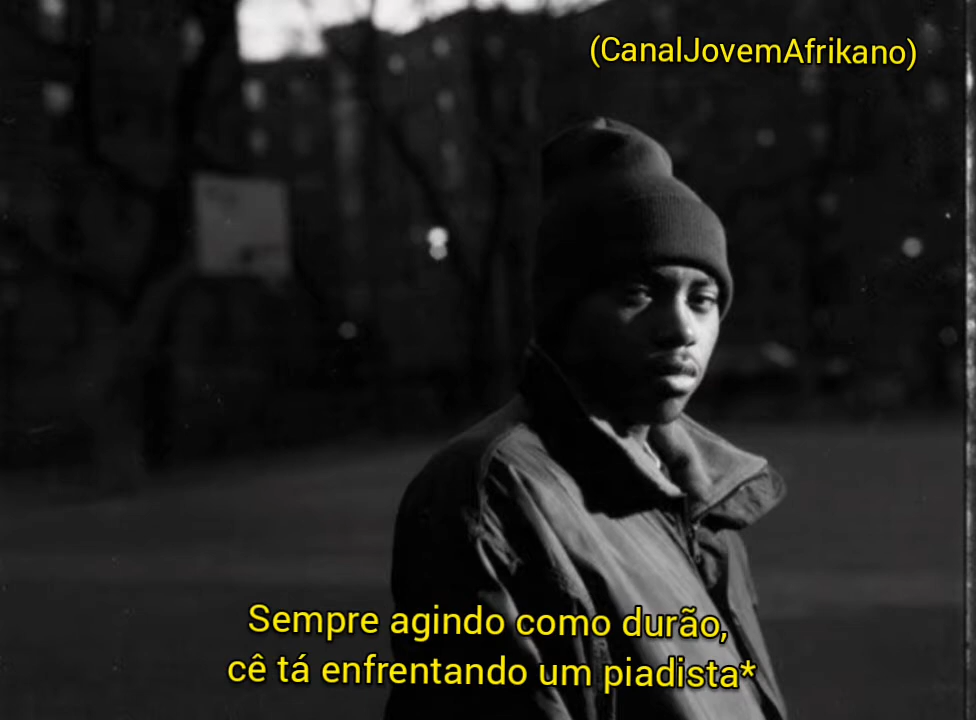 (CanalJovemAfrikano)
Sempre agindo como durão,
cê tá enfrentando um piadista*